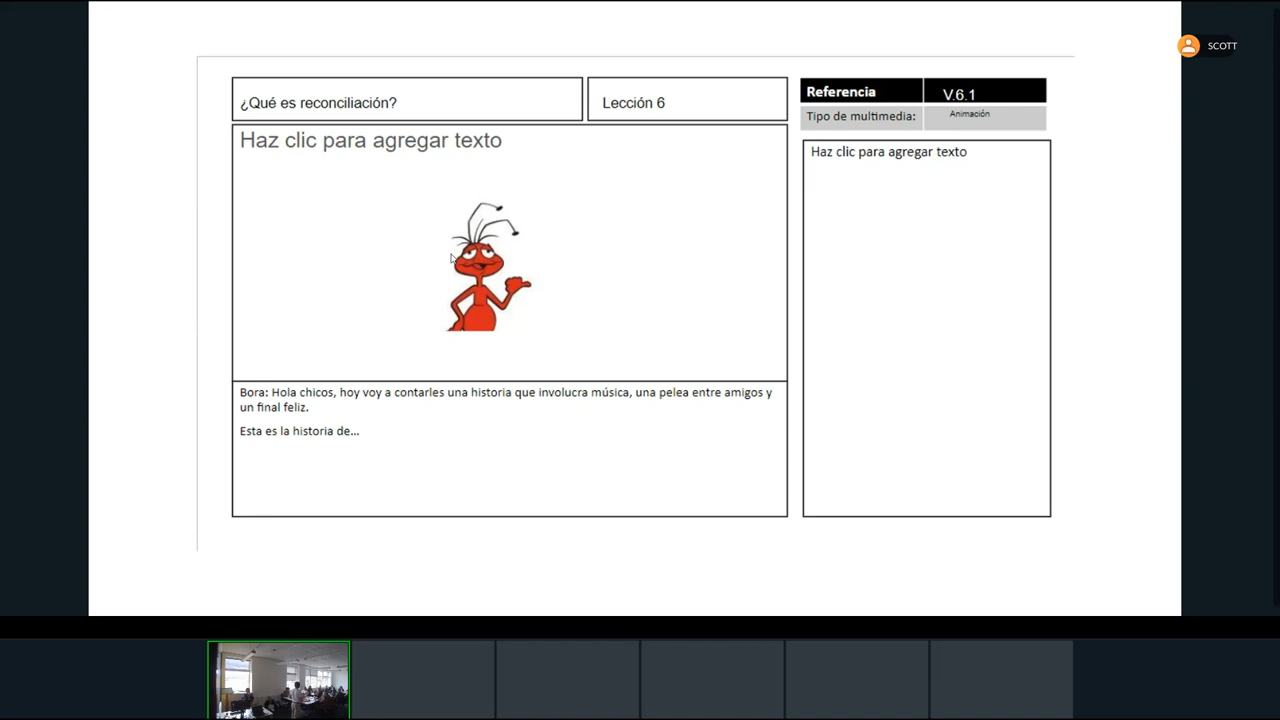 SCOTT
¿Qué es reconciliación?
Lección 6
Referencia
V.6.1
Tipo de multimedia:
Animación
Haz clic para agregar texto
Haz clic para agregar texto
Bora: Hola chicos, hoy voy a contarles una historia que involucra música, una pelea entre amigos y
un final feliz.
Esta es la historia de...